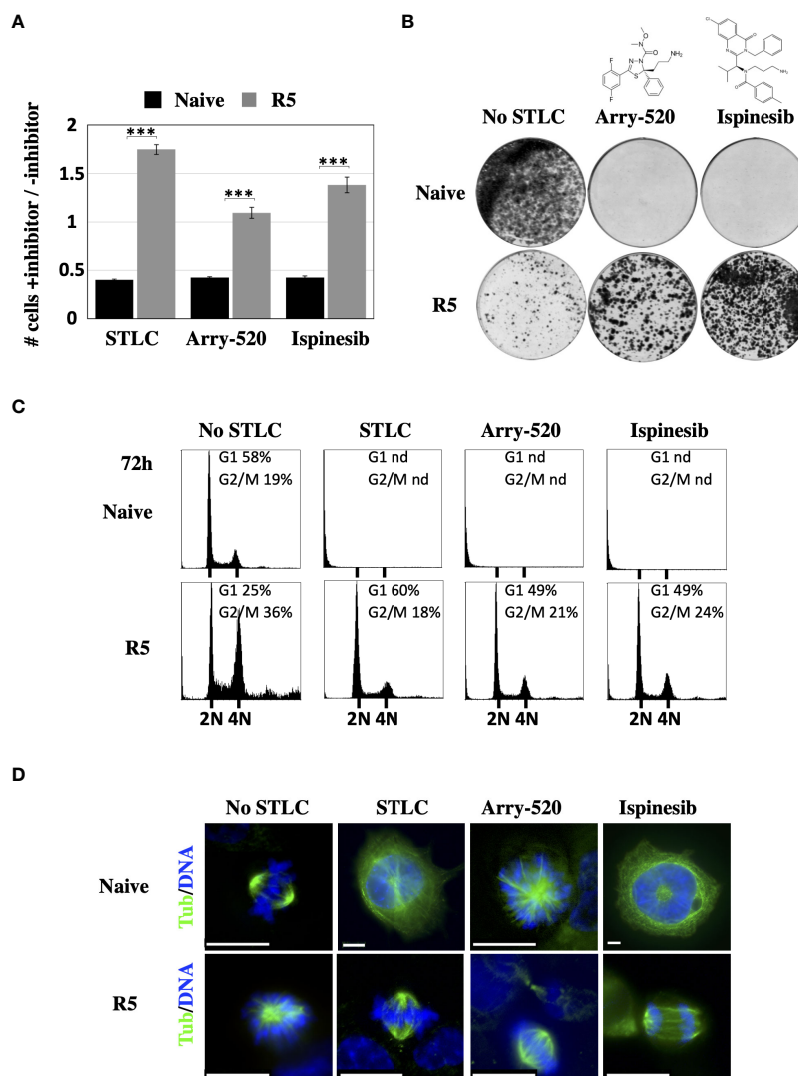 A
Naive R5
# cells +inhibitor / -inhibitor
2
1.5
1
0.5
0
***
***
***
STLC Arry-520 Ispinesib
B
F
F
N
N
S
N
O
O
NH2
Cl
N
N
O
N
O
NH2
No STLC Arry-520 Ispinesib
Naive
R5
C
No STLC STLC Arry-520 Ispinesib
72h
Naive
G1 58%
G2/M 19%
G1 nd
G2/M nd
G1 nd
G2/M nd
G1 nd
G2/M nd
R5
G1 25%
G2/M 36%
G1 60%
G2/M 18%
G1 49%
G2/M 21%
G1 49%
G2/M 24%
2N 4N 2N 4N 2N 4N 2N 4N
D
No STLC STLC Arry-520 Ispinesib
Naive
Tub/DNA
R5
Tub/DNA